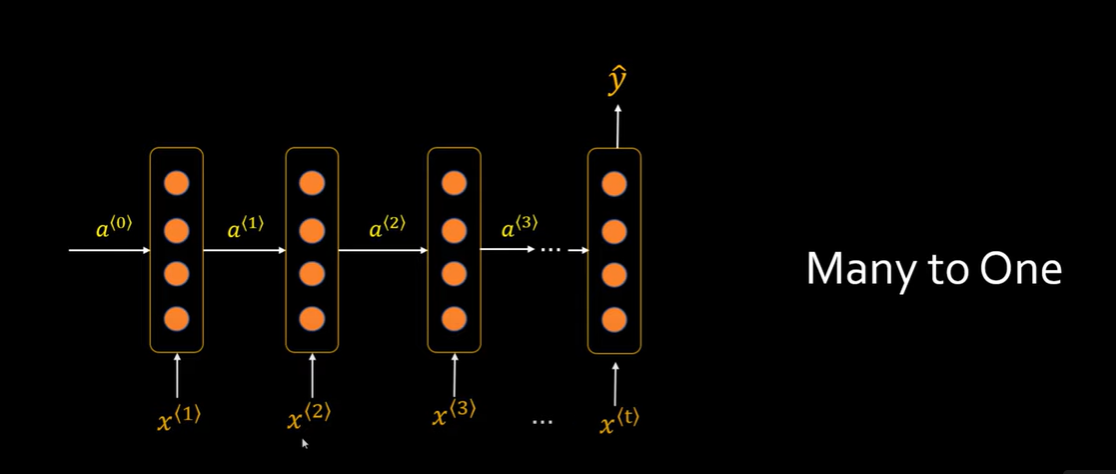 ŷ
a⟨0⟩ a⟨1⟩ a⟨2⟩ a⟨3⟩ ...
Many to One
x⟨1⟩ x⟨2⟩ x⟨3⟩ ... x⟨t⟩